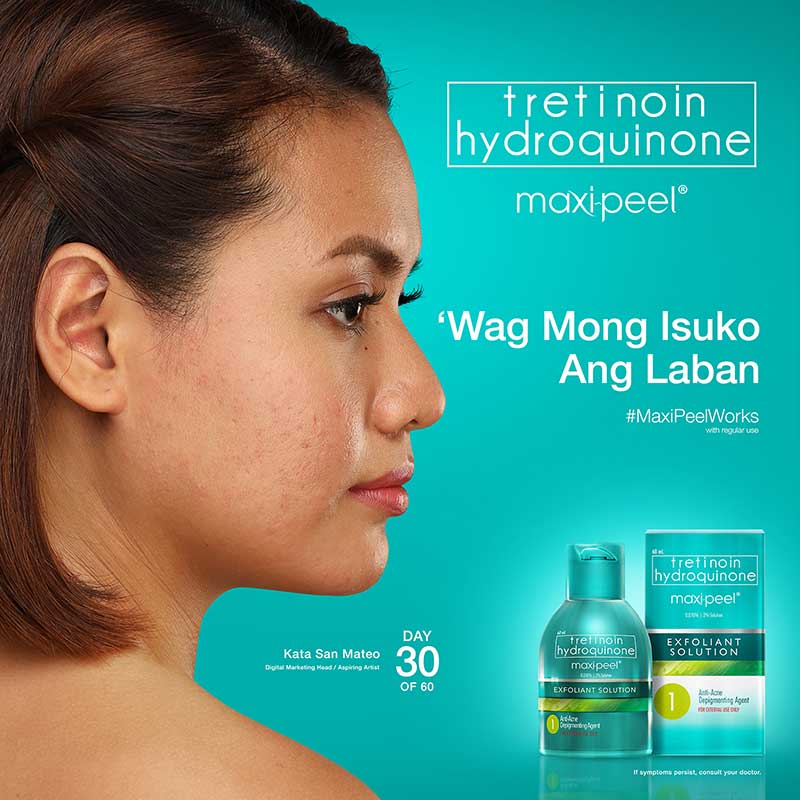 tretinoin
hydroquinone
maxi-peel®
‘Wag Mong Isuko
Ang Laban
#MaxiPeelWorks
with regular use
Kata San Mateo
Digital Marketing Head / Aspiring Artist
DAY
30
OF 60
60 mL
tretinoin
hydroquinone
maxi-peel®
EXFOLIANT SOLUTION
1
Anti-Acne
Depigmenting Agent
60 mL
tretinoin
hydroquinone
maxi-peel®
EXFOLIANT
SOLUTION
1
Anti-Acne
Depigmenting Agent
FOR EXTERNAL USE ONLY
If symptoms persist, consult your doctor.